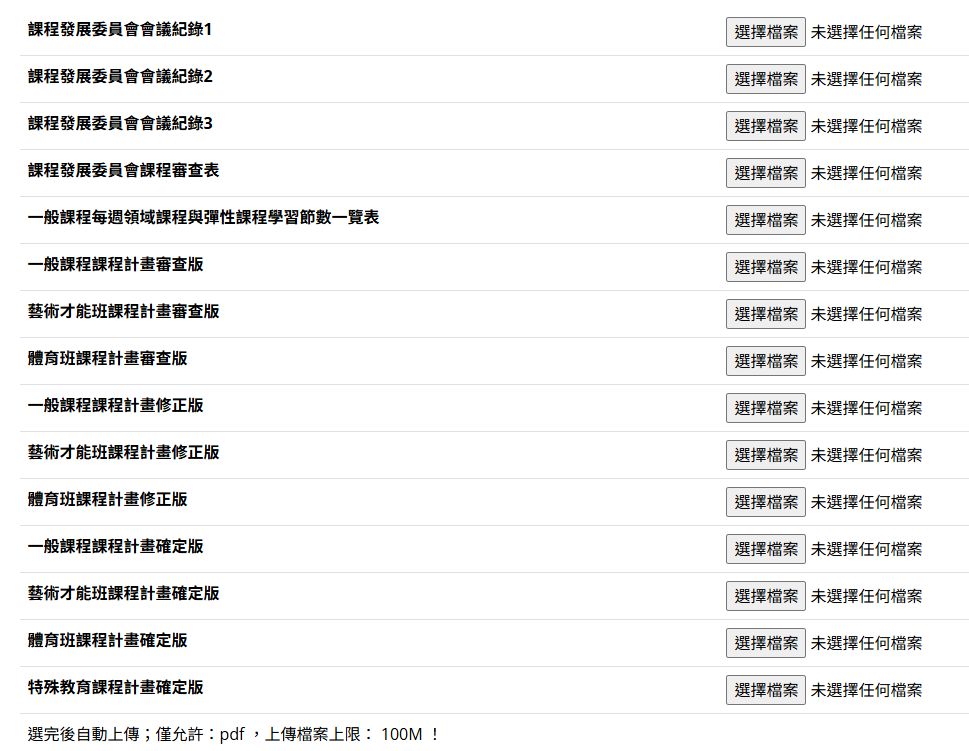 課程發展委員會會議紀錄1 選擇檔案 未選擇任何檔案
課程發展委員會會議紀錄2 選擇檔案 未選擇任何檔案
課程發展委員會會議紀錄3 選擇檔案 未選擇任何檔案
課程發展委員會課程審查表 選擇檔案 未選擇任何檔案
一般課程每週領域課程與彈性課程學習節數一覽表 選擇檔案 未選擇任何檔案
一般課程課程計畫審查版 選擇檔案 未選擇任何檔案
藝術才能班課程計畫審查版 選擇檔案 未選擇任何檔案
體育班課程計畫審查版 選擇檔案 未選擇任何檔案
一般課程課程計畫修正版 選擇檔案 未選擇任何檔案
藝術才能班課程計畫修正版 選擇檔案 未選擇任何檔案
體育班課程計畫修正版 選擇檔案 未選擇任何檔案
一般課程課程計畫確定版 選擇檔案 未選擇任何檔案
藝術才能班課程計畫確定版 選擇檔案 未選擇任何檔案
體育班課程計畫確定版 選擇檔案 未選擇任何檔案
特殊教育課程計畫確定版 選擇檔案 未選擇任何檔案
選完後自動上傳；僅允許：pdf ，上傳檔案上限： 100M ！